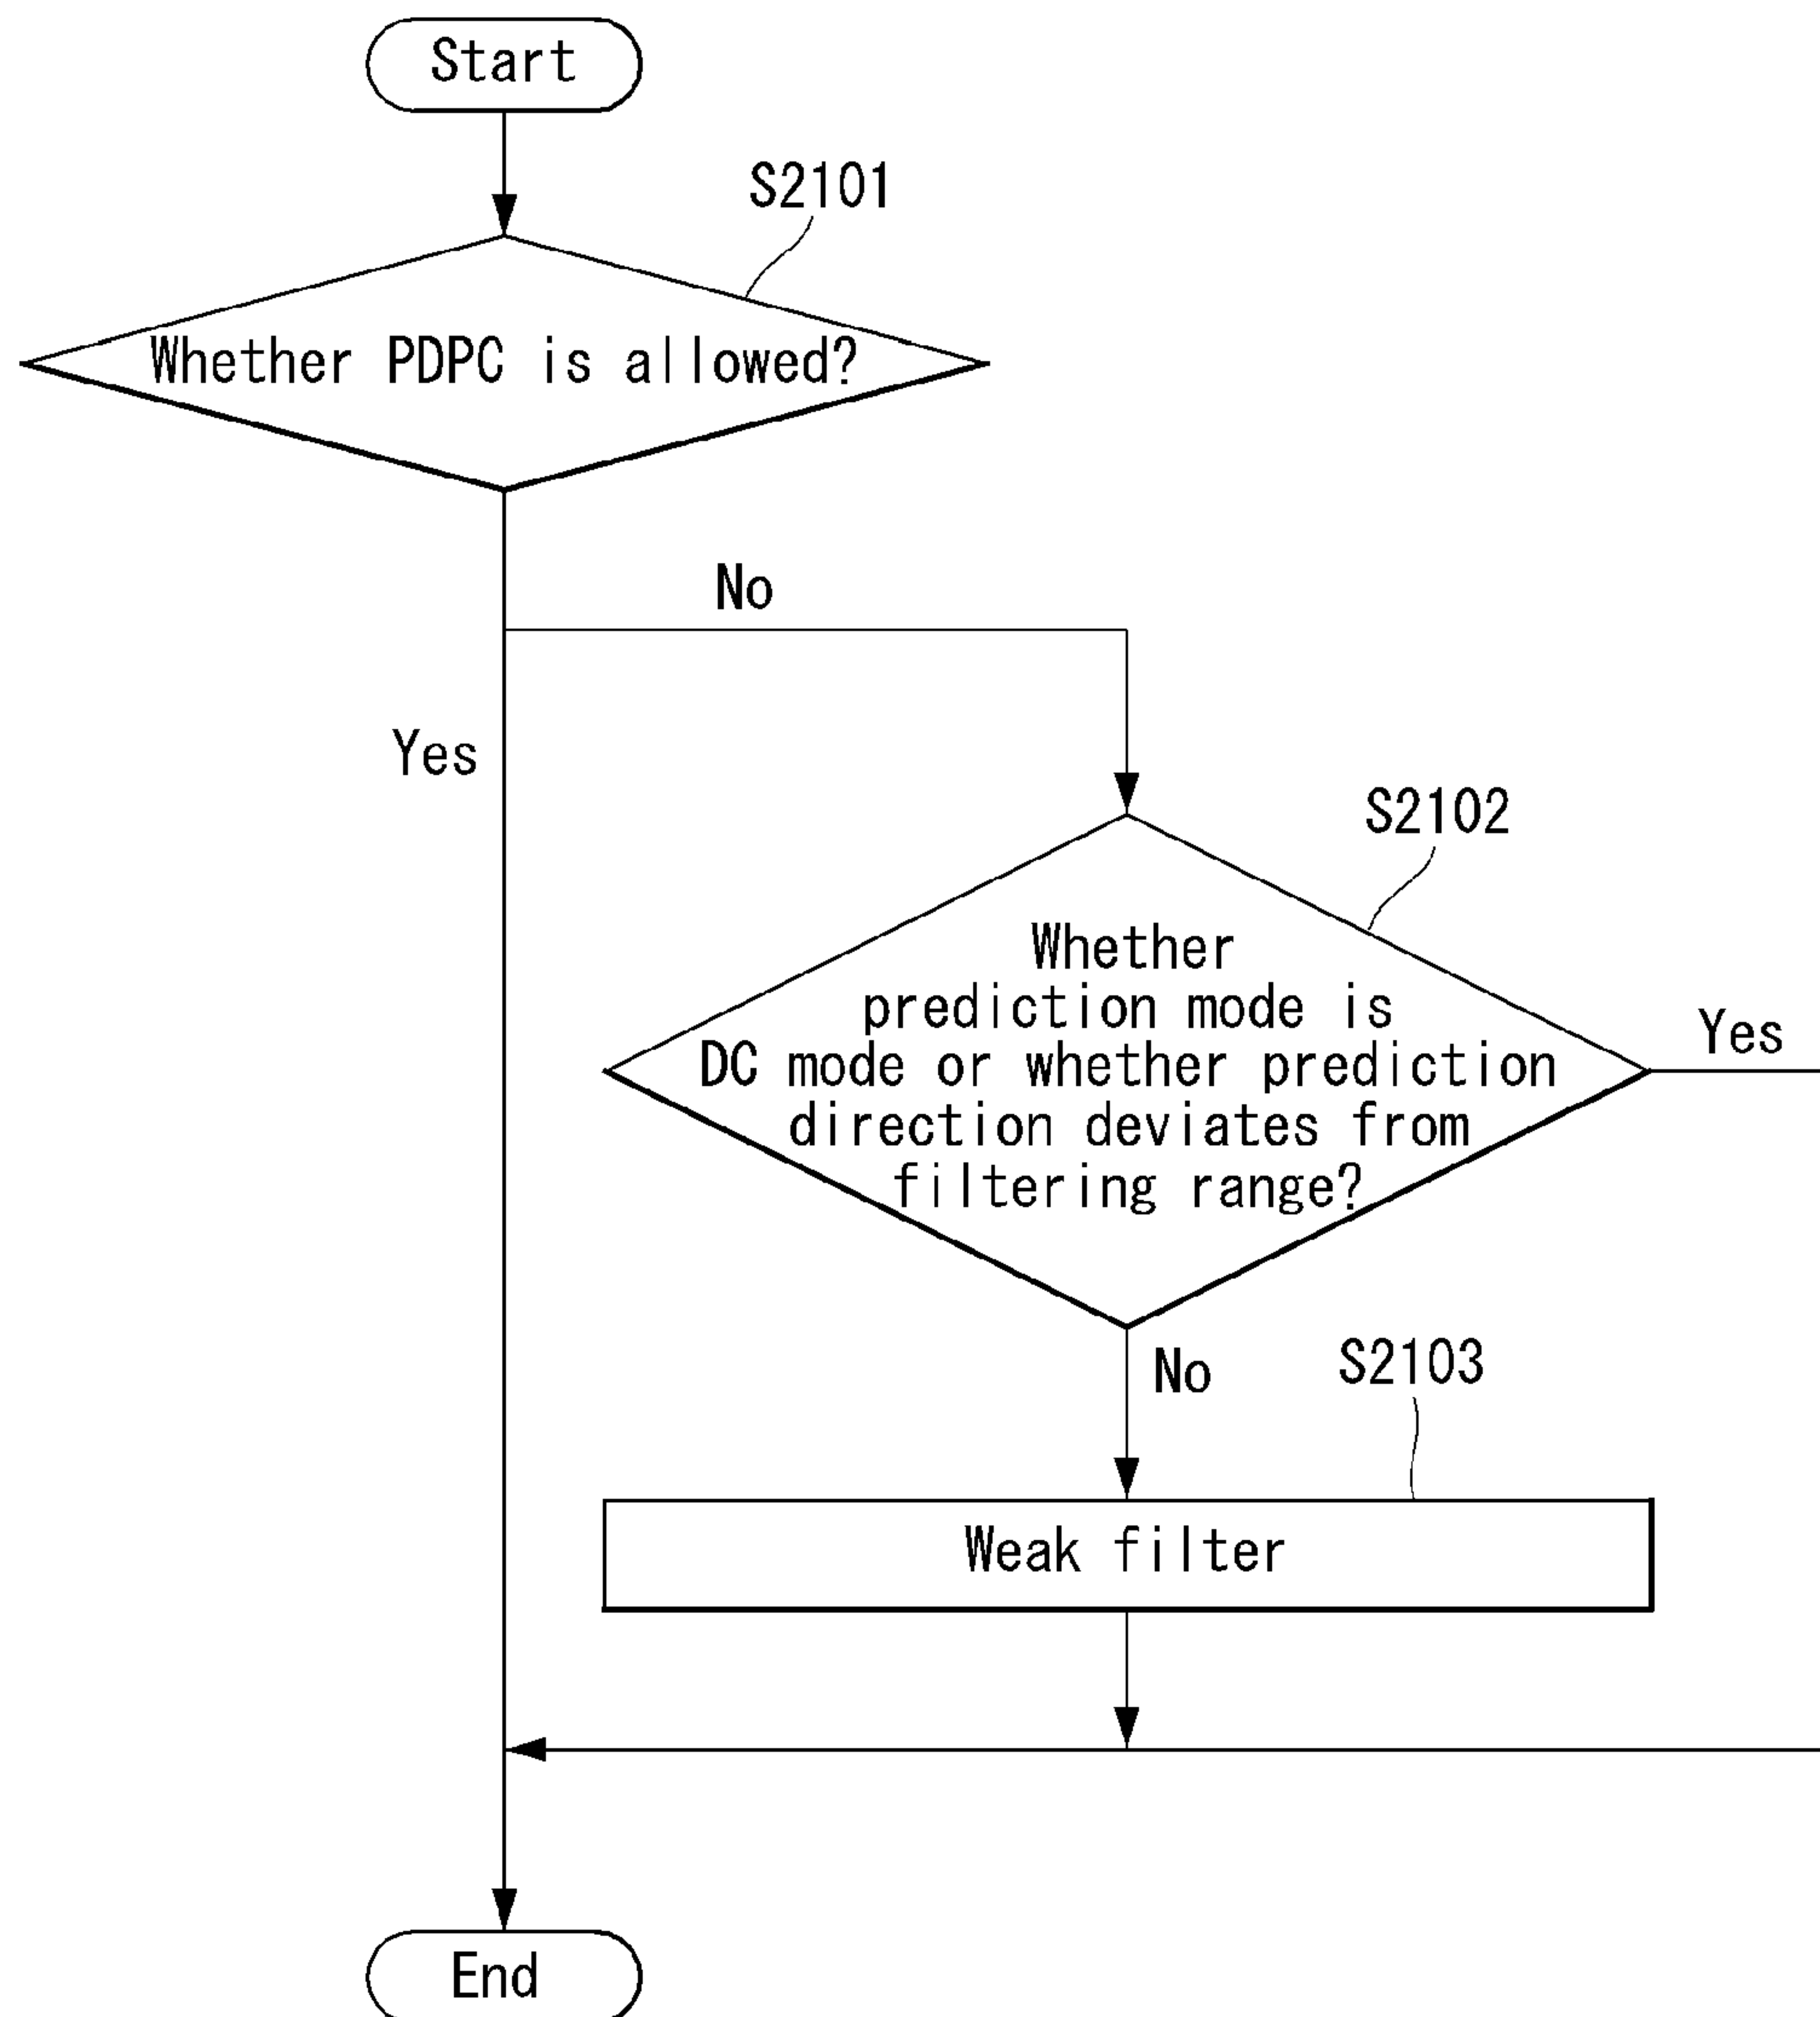 Start
S2101
Whether PDPC is allowed?
No
Yes
S2102
Whether
prediction mode is
DC mode or whether prediction
direction deviates from
filtering range?
Yes
No
S2103
Weak filter
End